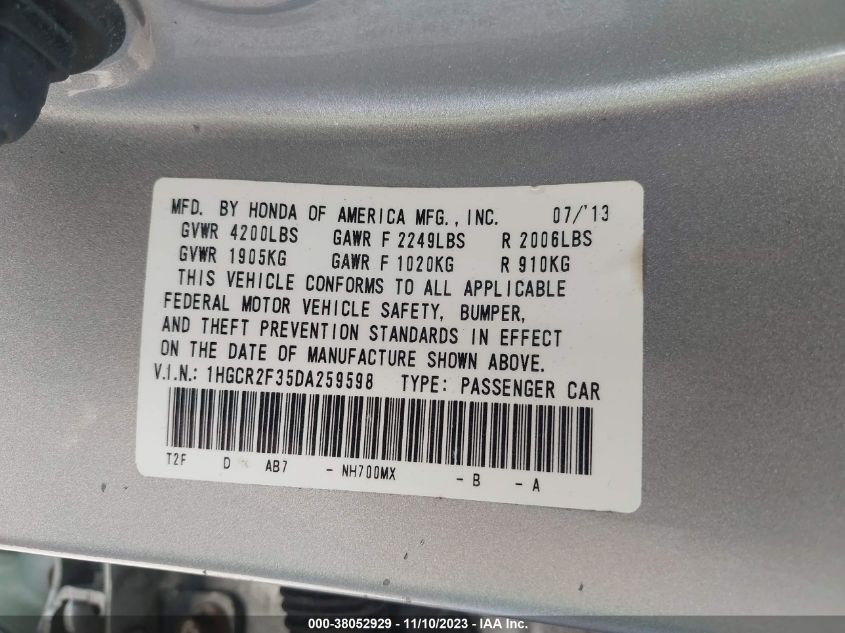 MFD. BY HONDA OF AMERICA MFG., INC. 07/'13
GVWR 4200LBS GAWR F 2249LBS R 2006LBS
GVWR 1905KG GAWR F 1020KG R 910KG
THIS VEHICLE CONFORMS TO ALL APPLICABLE
FEDERAL MOTOR VEHICLE SAFETY, BUMPER,
AND THEFT PREVENTION STANDARDS IN EFFECT
ON THE DATE OF MANUFACTURE SHOWN ABOVE.
V.I.N.: 1HGCR2F35DA259598 TYPE: PASSENGER CAR
T2F D AB7 - NH700MX - B - A
000-38052929 - 11/10/2023 - IAA Inc.